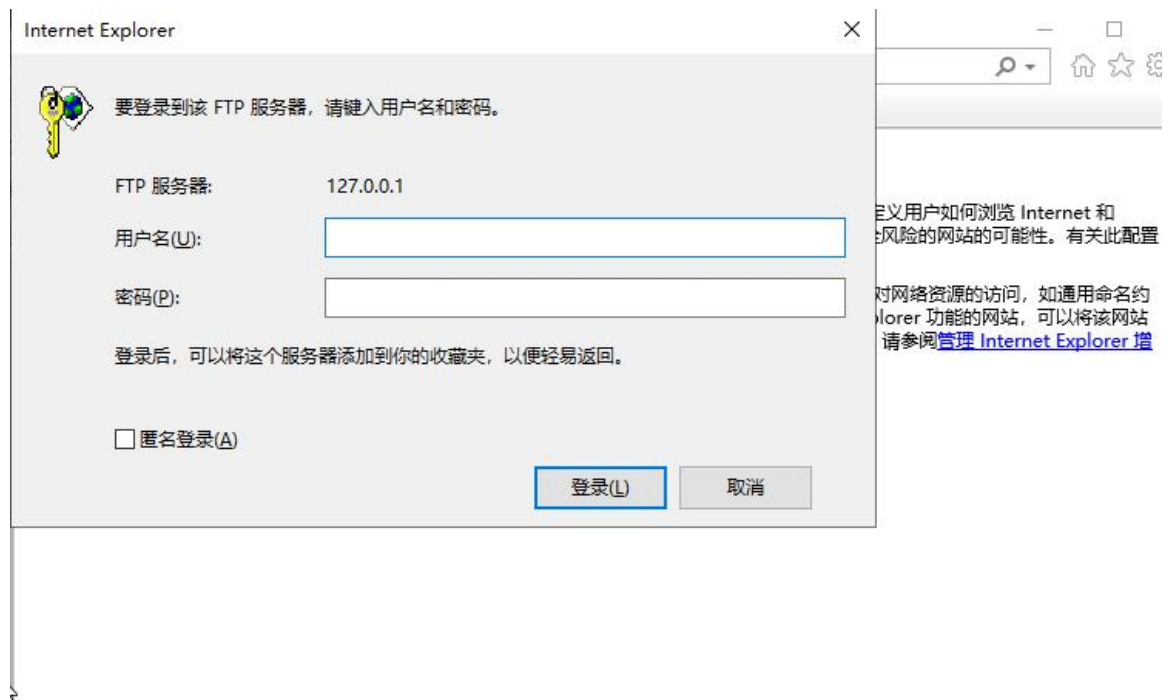 Internet Explorer
要登录到该 FTP 服务器，请键入用户名和密码。
FTP 服务器:
127.0.0.1
用户名(U):
密码(P):
登录后，可以将这个服务器添加到你的收藏夹，以便轻易返回。
匿名登录(A)
登录(L)
取消
定义用户如何浏览 Internet 和
全风险的网站的可能性。有关此配置
对网络资源的访问，如通用命名约
plorer 功能的网站，可以将该网站
请参阅管理 Internet Explorer 增